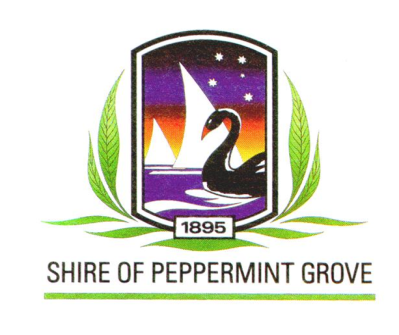 1895
SHIRE OF PEPPERMINT GROVE